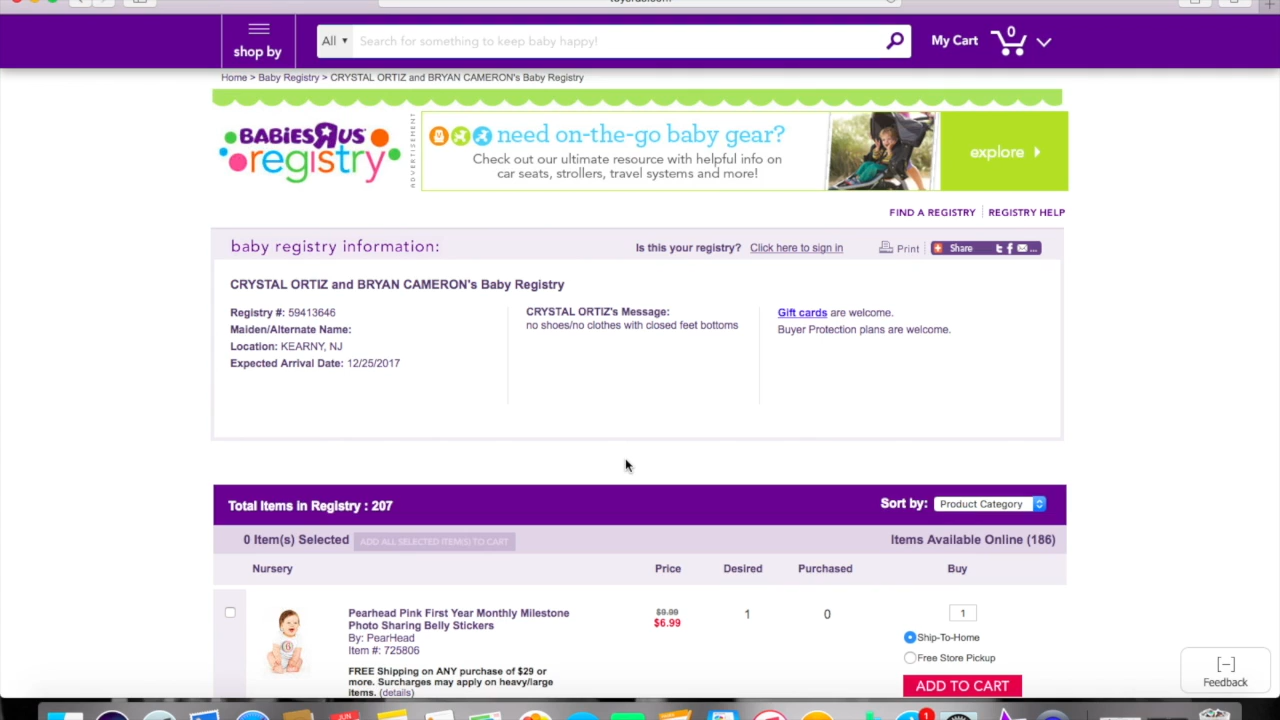 shop by
All ▾ Search for something to keep baby happy!
My Cart 0
Home > Baby Registry > CRYSTAL ORTIZ and BRYAN CAMERON's Baby Registry
BABIES R US
registry
ADVERTISEMENT
need on-the-go baby gear?
Check out our ultimate resource with helpful info on
car seats, strollers, travel systems and more!
explore
FIND A REGISTRY | REGISTRY HELP
baby registry information:
Is this your registry? Click here to sign in
Print
Share
CRYSTAL ORTIZ and BRYAN CAMERON's Baby Registry
Registry #: 59413646
Maiden/Alternate Name:
Location: KEARNY, NJ
Expected Arrival Date: 12/25/2017
CRYSTAL ORTIZ's Message:
no shoes/no clothes with closed feet bottoms
Gift cards are welcome.
Buyer Protection plans are welcome.
Total Items in Registry : 207
Sort by: Product Category
0 Item(s) Selected ADD ALL SELECTED ITEM(S) TO CART
Items Available Online (186)
Nursery Price Desired Purchased Buy
Pearhead Pink First Year Monthly Milestone
Photo Sharing Belly Stickers
By: PearHead
Item #: 725806
FREE Shipping on ANY purchase of $29 or
more. Surcharges may apply on heavy/large
items. (details)
$9.99
$6.99
1
0
1
Ship-To-Home
Free Store Pickup
ADD TO CART
[–]
Feedback
JUN
1